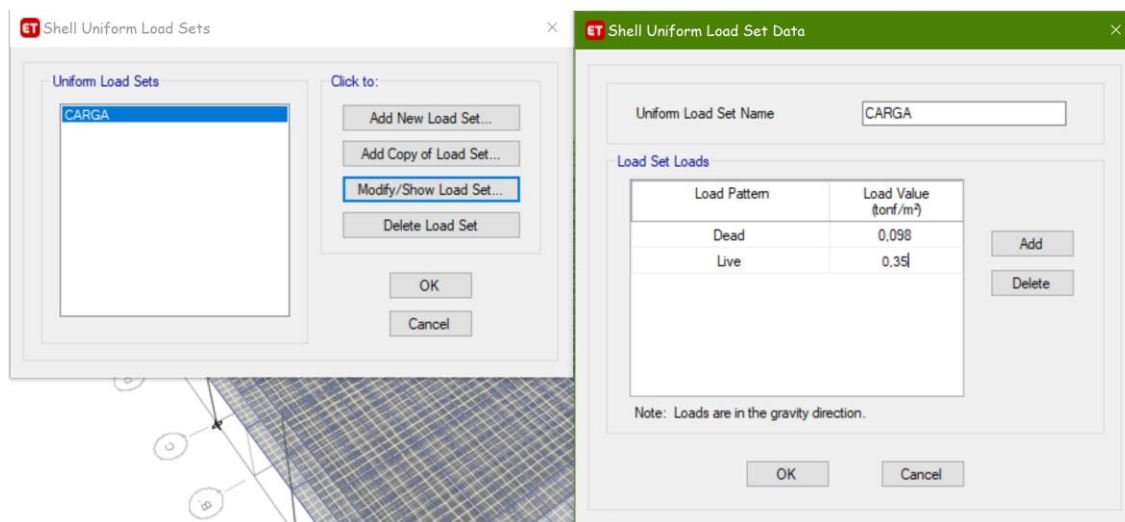 ET Shell Uniform Load Sets
Uniform Load Sets
CARGA
Click to:
Add New Load Set...
Add Copy of Load Set...
Modify/Show Load Set...
Delete Load Set
OK
Cancel
C
B
ET Shell Uniform Load Set Data
Uniform Load Set Name
CARGA
Load Set Loads
Load Pattern
Load Value
(tonf/m²)
Dead
0,098
Live
0,35
Add
Delete
Note: Loads are in the gravity direction.
OK
Cancel